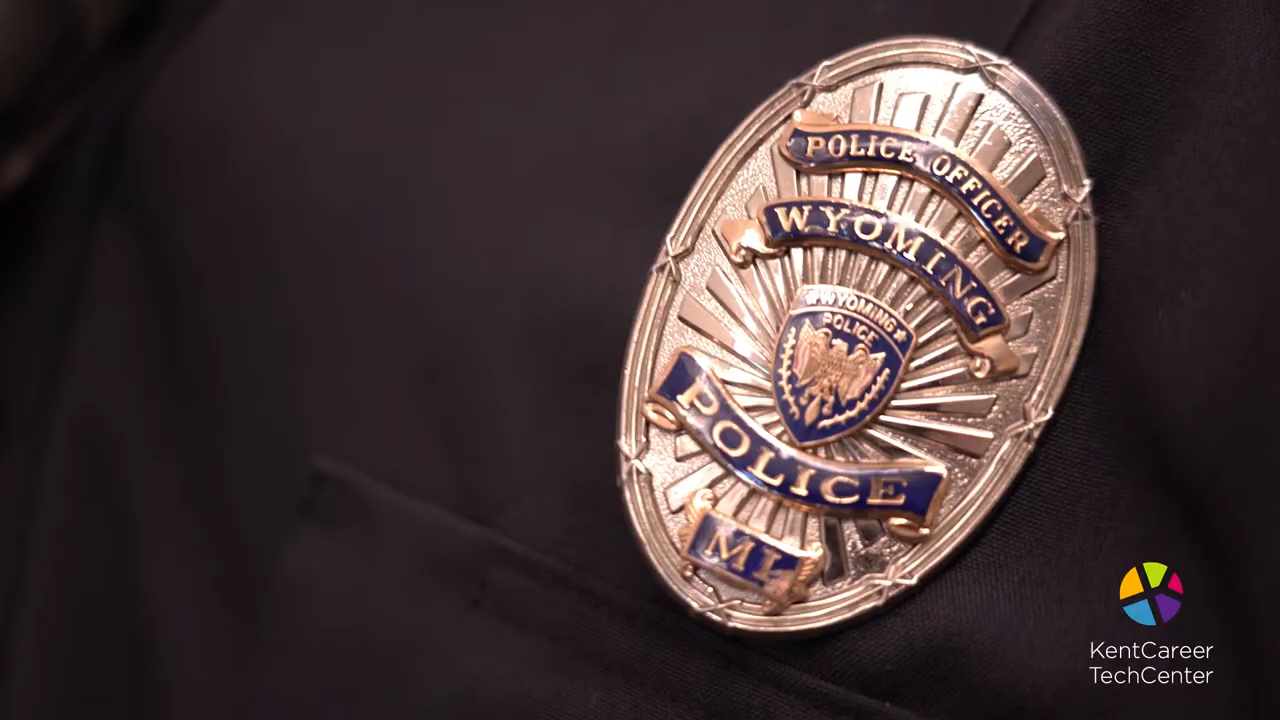 POLICE OFFICER
WYOMING
★WYOMING★
POLICE
POLICE
MI
KentCareer
TechCenter